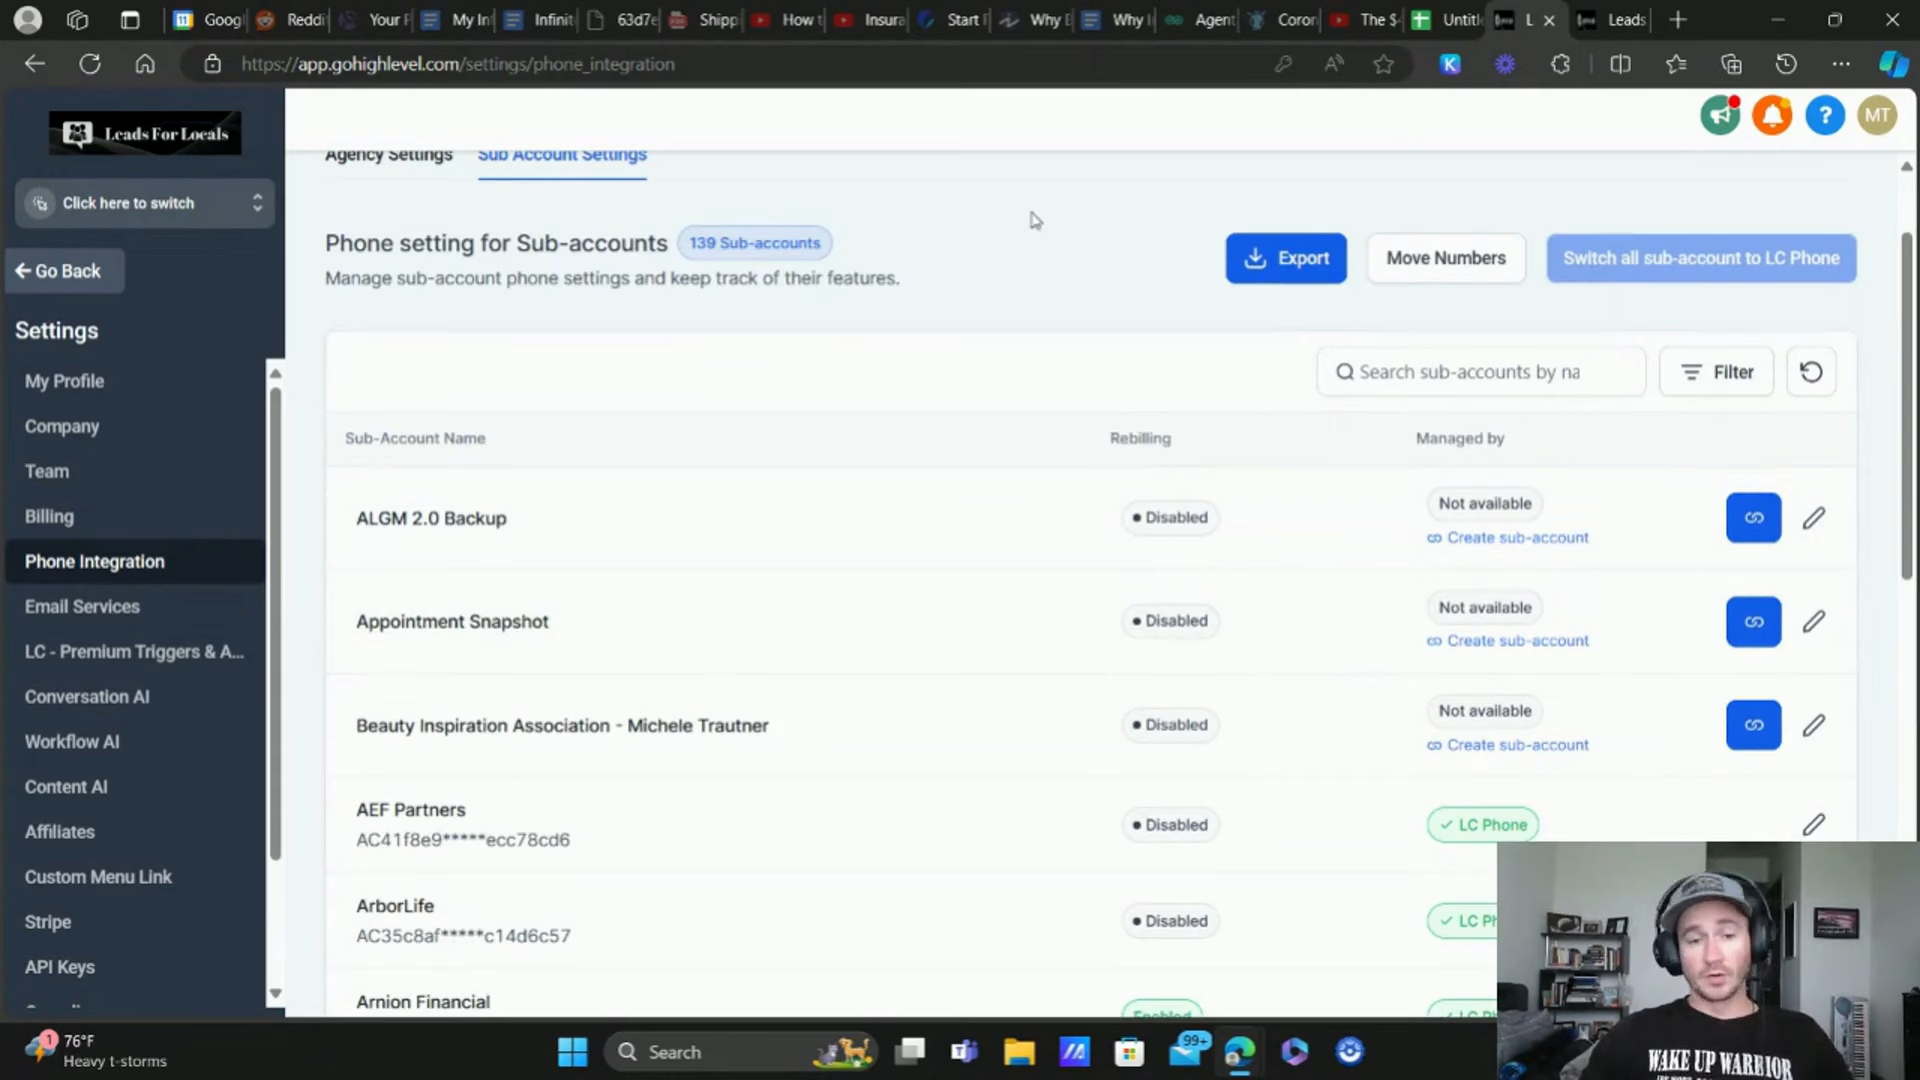 Googl
Reddi
Your F
My Inf
Infinit
63d7e
Shipp
How t
Insura
Start F
Why E
Why I
Agent
Coron
The $
Untitl
L
Leads
https://app.gohighlevel.com/settings/phone_integration
Leads For Locals
MT
Click here to switch
Agency Settings
Sub Account Settings
Go Back
Phone setting for Sub-accounts
139 Sub-accounts
Manage sub-account phone settings and keep track of their features.
Export
Move Numbers
Switch all sub-account to LC Phone
Settings
My Profile
Company
Team
Billing
Phone Integration
Email Services
LC - Premium Triggers & A...
Conversation AI
Workflow AI
Content AI
Affiliates
Custom Menu Link
Stripe
API Keys
Search sub-accounts by na
Filter
Sub-Account Name
Rebilling
Managed by
ALGM 2.0 Backup
Disabled
Not available
Create sub-account
Appointment Snapshot
Disabled
Not available
Create sub-account
Beauty Inspiration Association - Michele Trautner
Disabled
Not available
Create sub-account
AEF Partners
AC41f8e9*****ecc78cd6
Disabled
LC Phone
ArborLife
AC35c8af*****c14d6c57
Disabled
LC Ph
Arnion Financial
Enabled
LC Ph
WAKE UP WARRIOR
1
76°F
Heavy t-storms
Search
99+